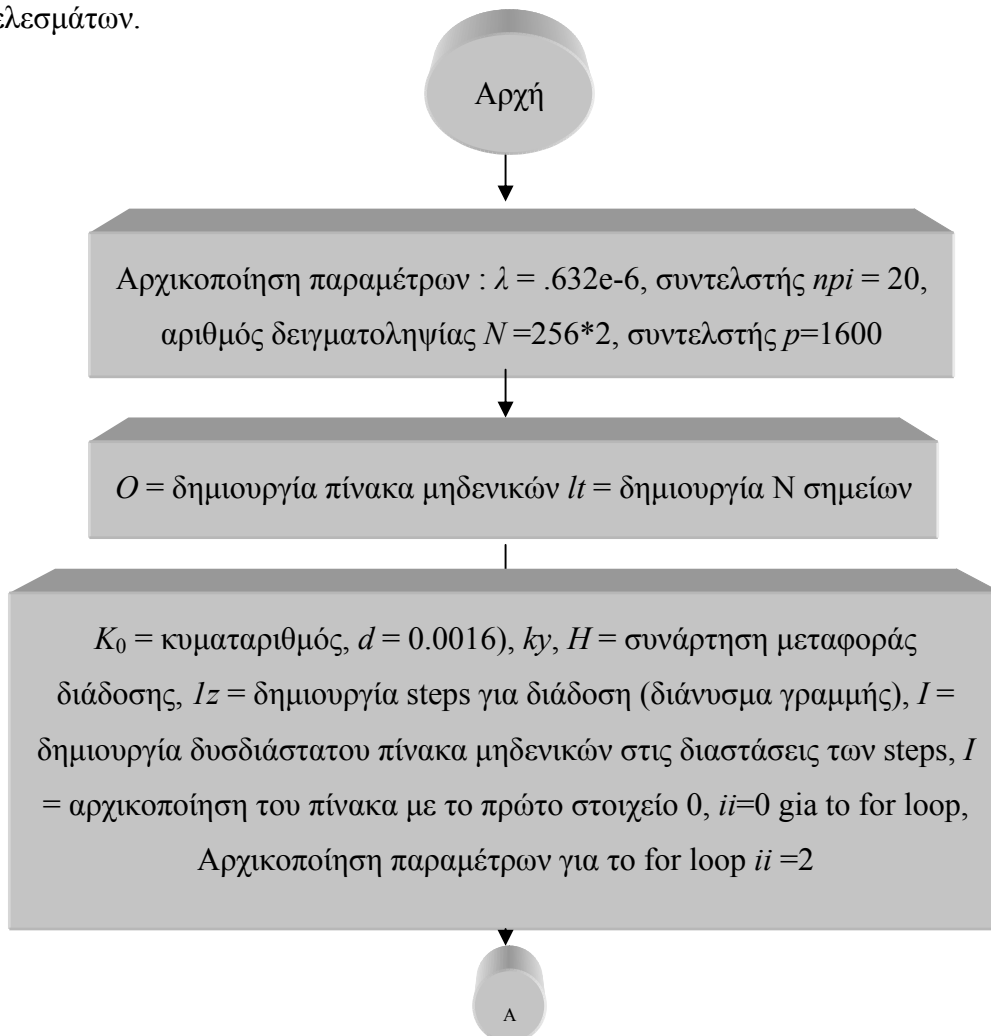 ελεσμάτων.
Αρχή
Αρχικοποίηση παραμέτρων : λ = .632e-6, συντελστής npi = 20,
αριθμός δειγματοληψίας N =256*2, συντελστής p=1600
O = δημιουργία πίνακα μηδενικών lt = δημιουργία N σημείων
K₀ = κυματαριθμός, d = 0.0016), ky, H = συνάρτηση μεταφοράς
διάδοσης, 1z = δημιουργία steps για διάδοση (διάνυσμα γραμμής), I =
δημιουργία δυσδιάστατου πίνακα μηδενικών στις διαστάσεις των steps, I
= αρχικοποίηση του πίνακα με το πρώτο στοιχείο 0, ii=0 gia to for loop,
Αρχικοποίηση παραμέτρων για το for loop ii =2
A